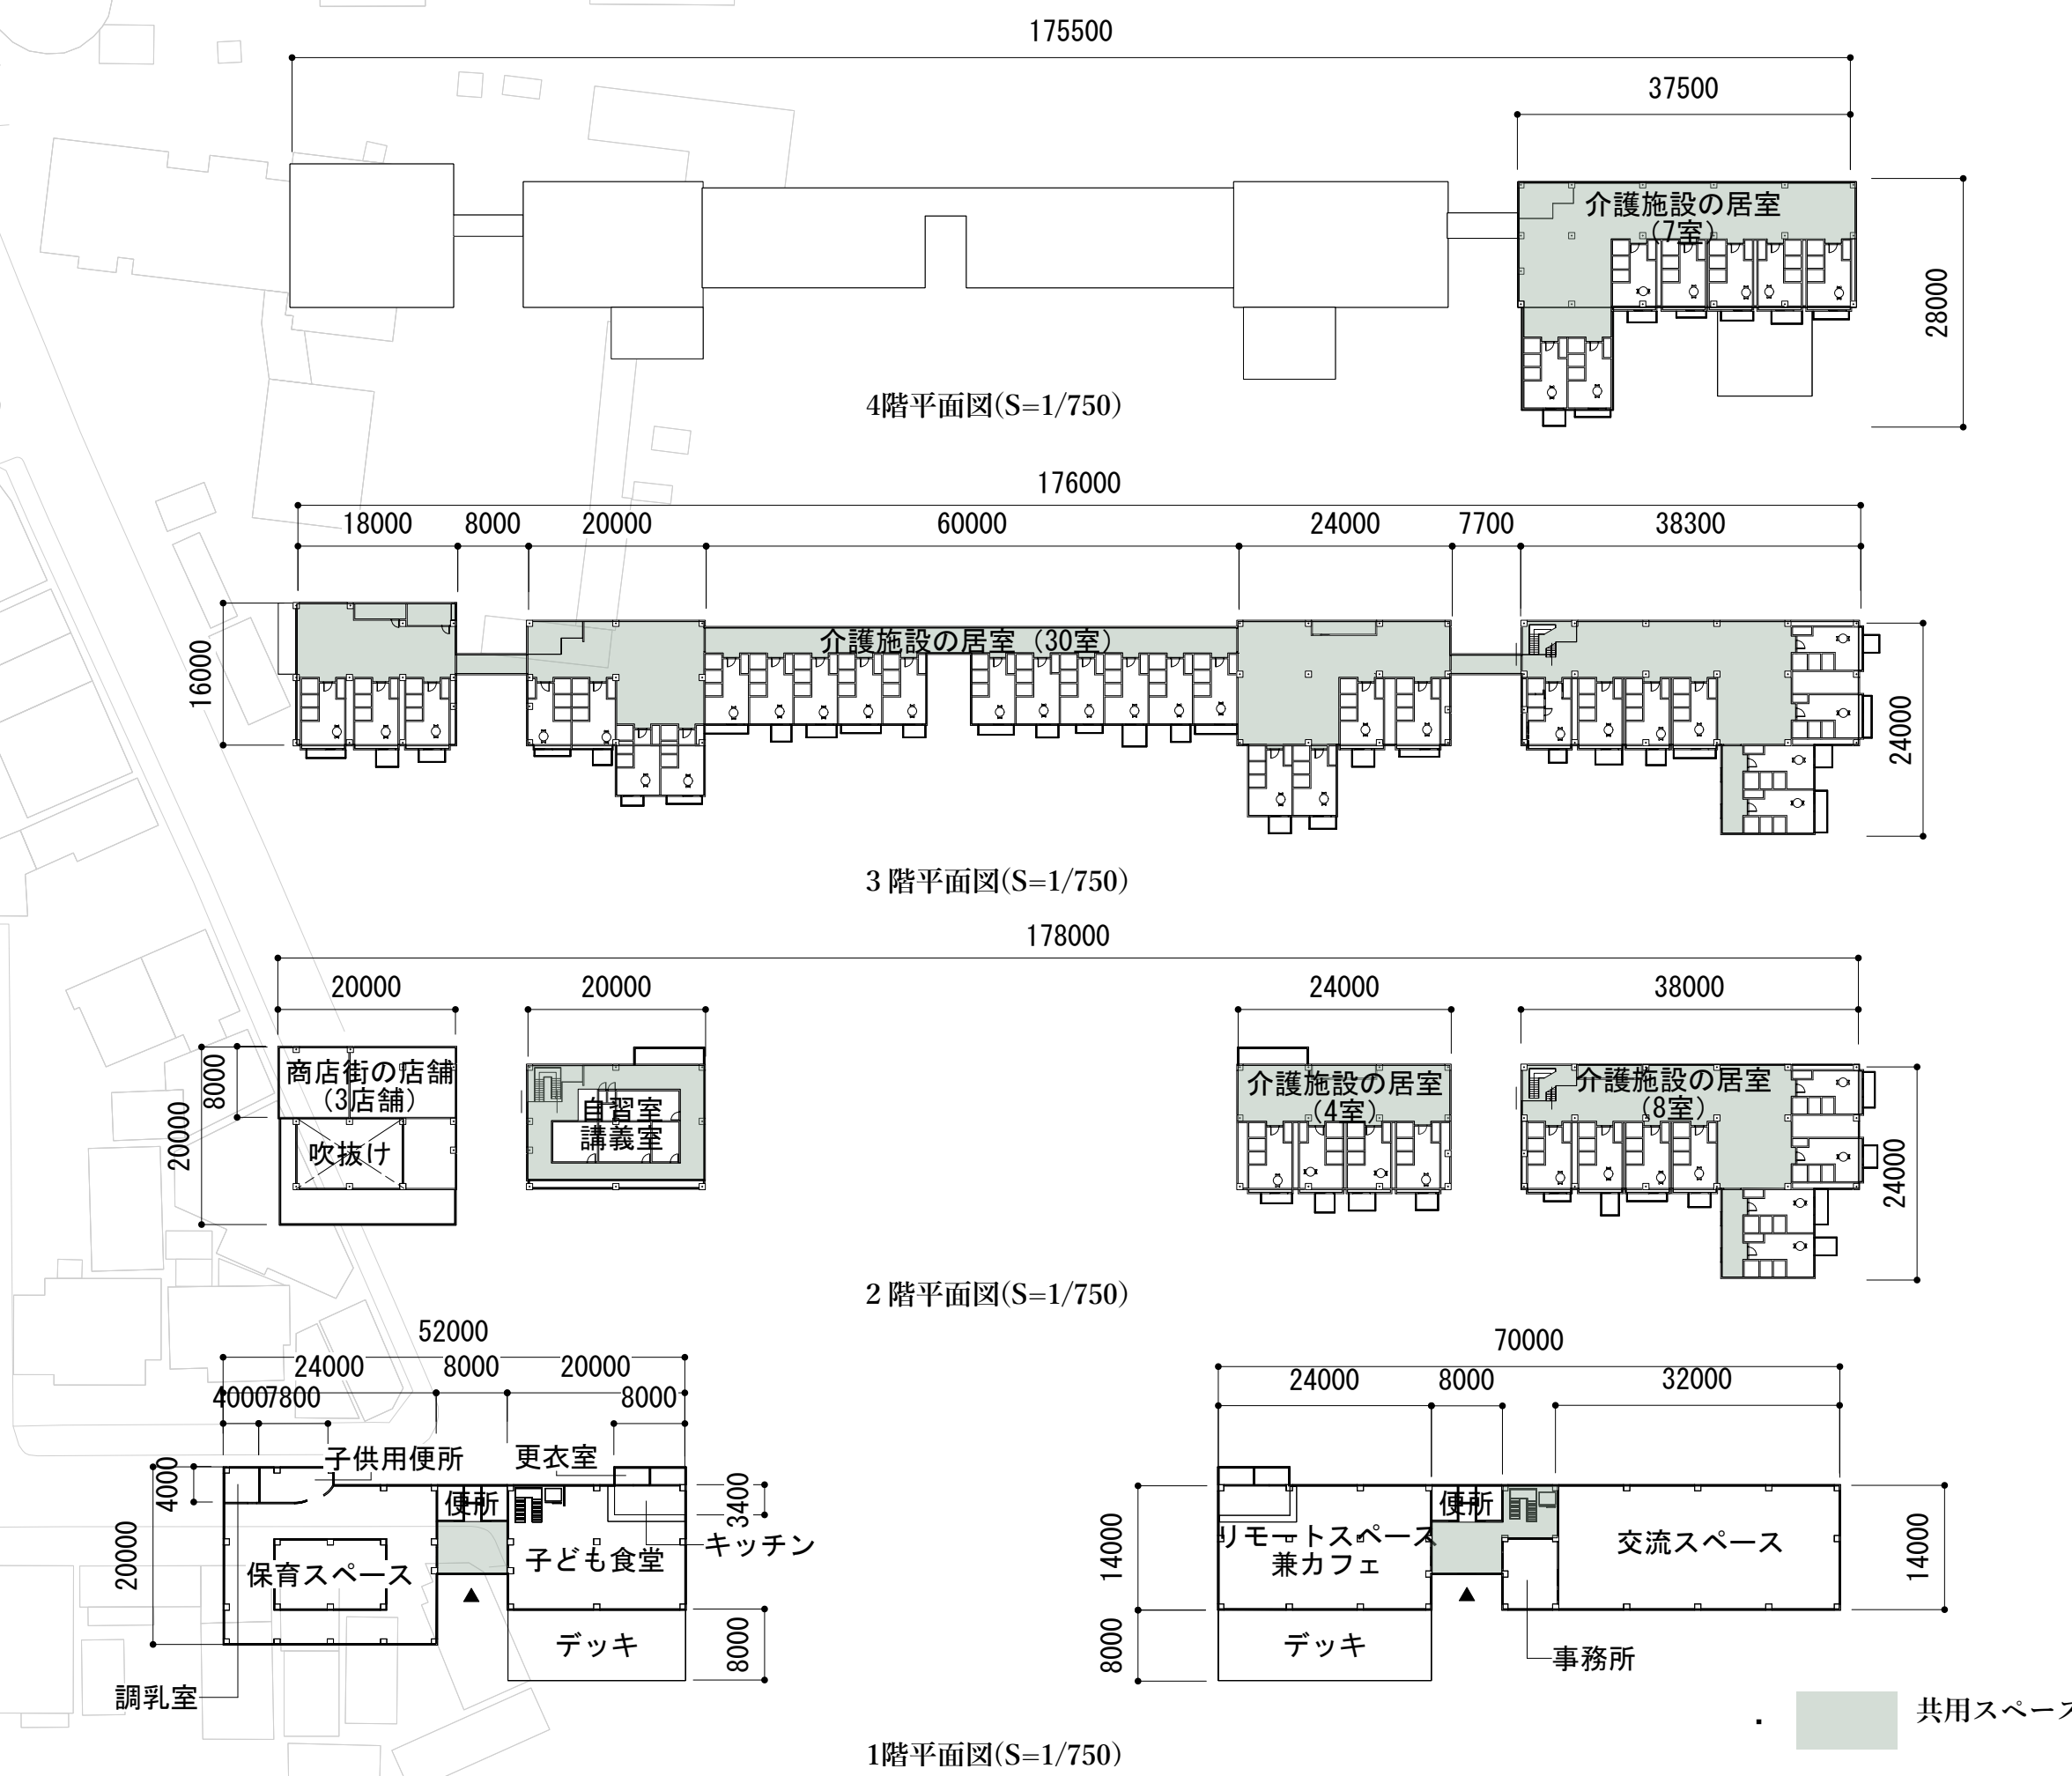 175500
37500
介護施設の居室
(7室)
28000
4階平面図(S=1/750)
176000
18000 8000 20000 60000 24000 7700 38300
16000
介護施設の居室（30室）
24000
3 階平面図(S=1/750)
178000
20000 20000 24000 38000
8000
20000
商店街の店舗
(3店舗)
吹抜け
自習室
講義室
介護施設の居室
(4室)
介護施設の居室
(8室)
24000
2 階平面図(S=1/750)
52000
24000 8000 20000
4000 7800 8000
70000
24000 8000 32000
子供用便所
更衣室
4000
20000
3400
便所
キッチン
保育スペース
子ども食堂
▲
デッキ
8000
調乳室
14000
8000
リモートスペース
兼カフェ
便所
交流スペース
14000
▲
デッキ
事務所
1階平面図(S=1/750)
共用スペース